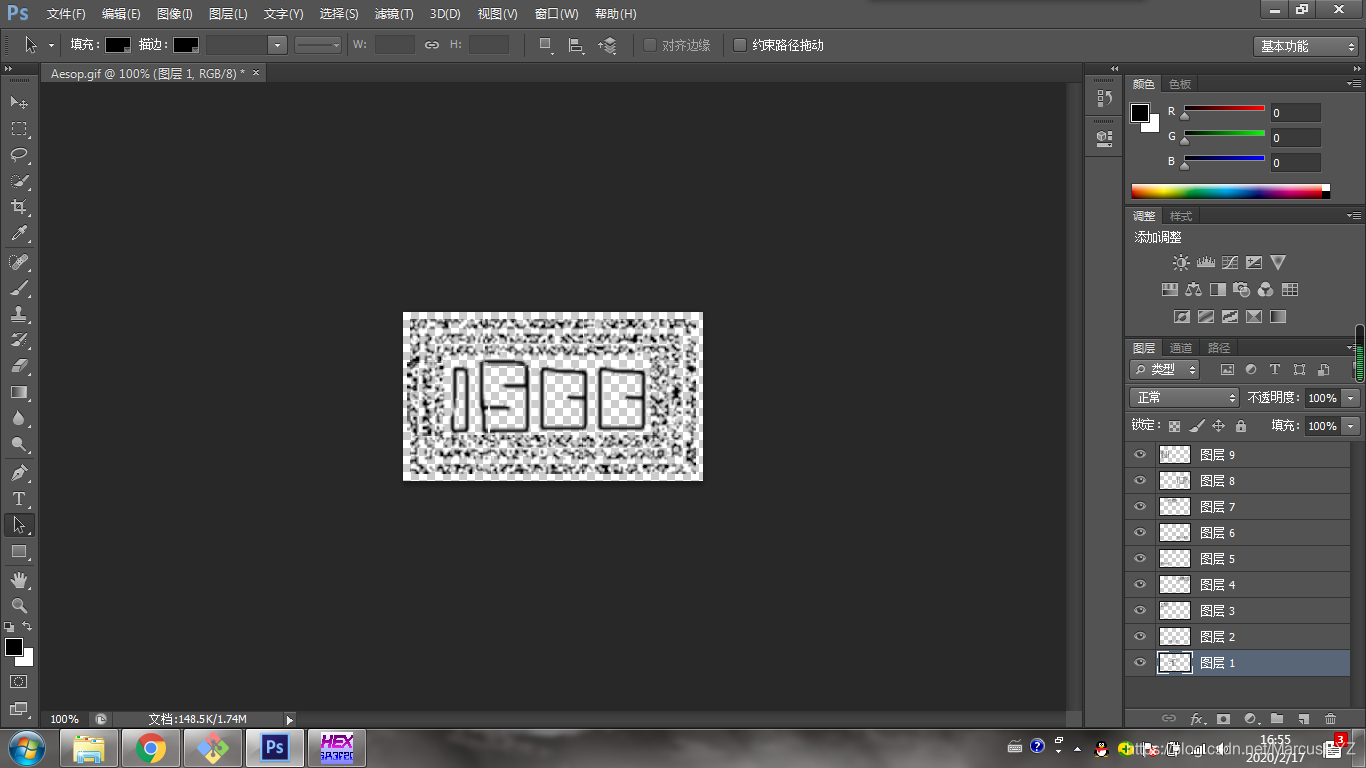 Ps 文件(F) 编辑(E) 图像(I) 图层(L) 文字(Y) 选择(S) 滤镜(T) 3D(D) 视图(V) 窗口(W) 帮助(H)
填充: 描边: W: H: 对齐边缘 约束路径拖动 基本功能
Aesop.gif @ 100% (图层 1, RGB/8) * ×
颜色 色板
R 0
G 0
B 0
调整 样式
添加调整
图层 通道 路径
类型
正常 不透明度: 100%
锁定: 填充: 100%
图层 9
图层 8
图层 7
图层 6
图层 5
图层 4
图层 3
图层 2
图层 1
fx
100% 文档:148.5K/1.74M
Ps HEX
16:55
2020/2/17
3